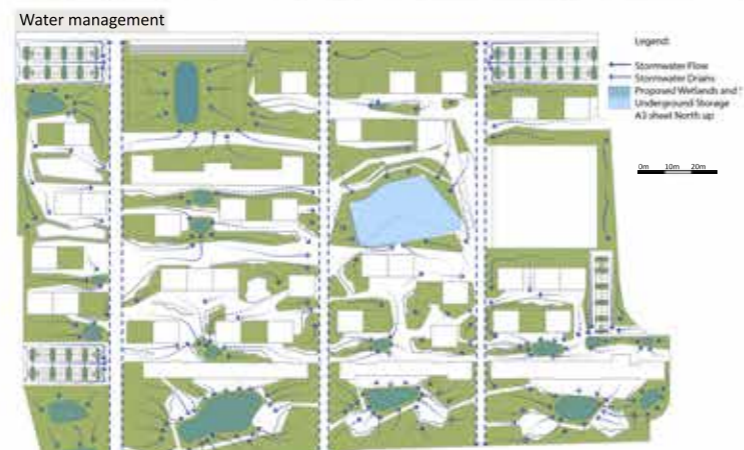 Water management
Legend:
Stormwater Flow
Stormwater Drains
Proposed Wetlands and
Underground Storage
A3 sheet North up
0m 10m 20m